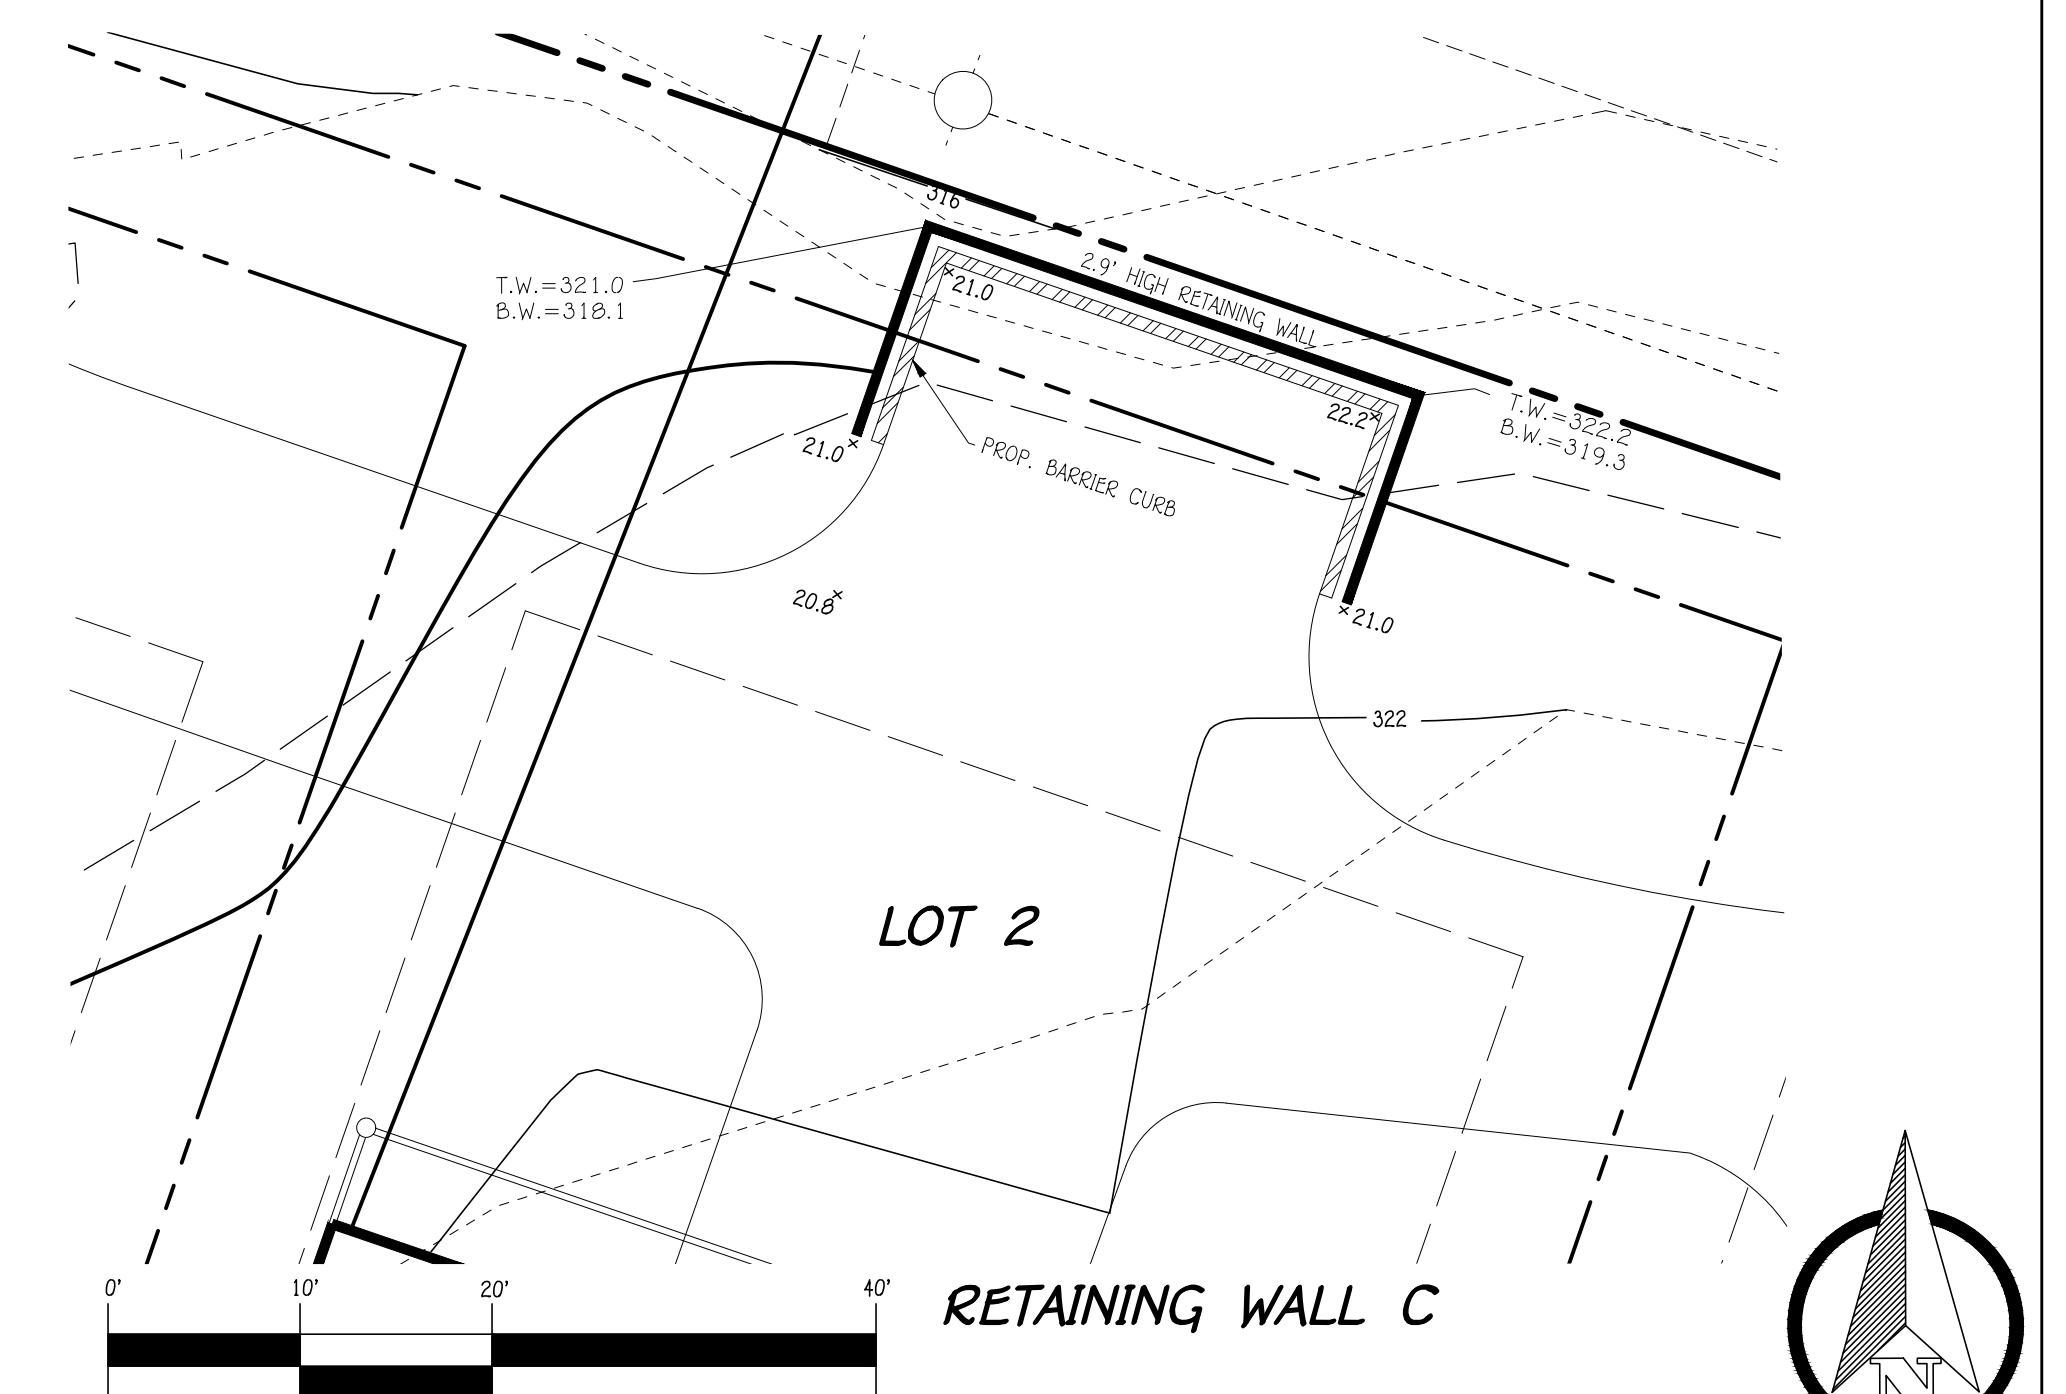 316
T.W.=321.0
B.W.=318.1
21.0
2.9' HIGH RETAINING WALL
22.2
T.W.=322.2
B.W.=319.3
21.0
PROP. BARRIER CURB
20.8
21.0
322
LOT 2
0' 10' 20' 40'
RETAINING WALL C
N